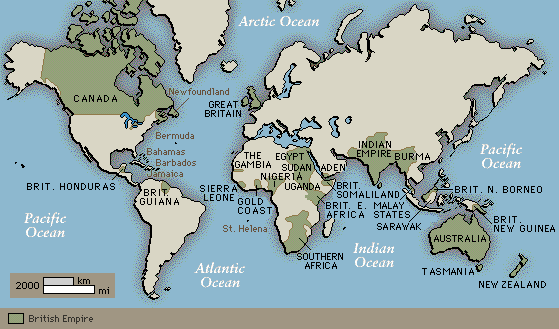 Arctic Ocean
Newfoundland
CANADA
GREAT
BRITAIN
Bermuda
Bahamas
Barbados
Jamaica
Pacific
Ocean
THE
GAMBIA
EGYPT
SUDAN
ADEN
NIGERIA
UGANDA
INDIAN
EMPIRE
BURMA
BRIT. HONDURAS
BRIT.
GUIANA
SIERRA
LEONE
GOLD
COAST
BRIT.
SOMALILAND
BRIT. E.
AFRICA
MALAY
STATES
SARAWAK
BRIT. N. BORNEO
BRIT.
NEW GUINEA
Pacific
Ocean
St. Helena
SOUTHERN
AFRICA
Indian
Ocean
AUSTRALIA
Atlantic
Ocean
TASMANIA
NEW ZEALAND
2000
km
mi
British Empire